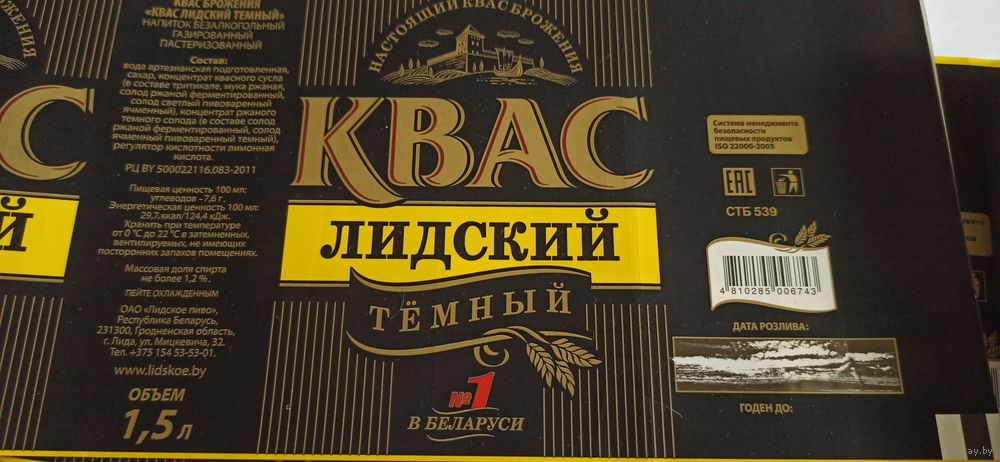 КВАС БРОЖЕНИЯ
«КВАС ЛИДСКИЙ ТЕМНЫЙ»
НАПИТОК БЕЗАЛКОГОЛЬНЫЙ
ГАЗИРОВАННЫЙ
ПАСТЕРИЗОВАННЫЙ
Состав:
вода артезианская подготовленная,
сахар, концентрат квасного сусла
(в составе тритикале, мука ржаная,
солод ржаной ферментированный,
солод светлый пивоваренный
ячменный), концентрат ржаного
темного солода (в составе солод
ржаной ферментированный, солод
ячменный пивоваренный темный),
регулятор кислотности лимонная
кислота.
РЦ BY 500022116.083-2011
Пищевая ценность 100 мл:
углеводов -7,6 г.
Энергетическая ценность 100 мл:
29,7,ккал/124,4 кДж.
Хранить при температуре
от 0 °С до 22 °С в затемненных,
вентилируемых, не имеющих
посторонних запахов помещениях.
Массовая доля спирта
не более 1,2 %.
ПЕЙТЕ ОХЛАЖДЕННЫМ
ОАО «Лидское пиво»,
Республика Беларусь,
231300, Гродненская область,
г. Лида, ул. Мицкевича, 32.
Тел. +375 154 53-53-01.
www.lidskoe.by
ОБЪЕМ
1,5 л
НАСТОЯЩИЙ КВАС БРОЖЕНИЯ
КВАС
ЛИДСКИЙ
ТЁМНЫЙ
№1
В БЕЛАРУСИ
Система менеджмента
безопасности
пищевых продуктов
ISO 22000-2005
ЕАС
СТБ 539
4 810285 006743
ДАТА РОЗЛИВА:
ГОДЕН ДО:
С
Й
ay.by